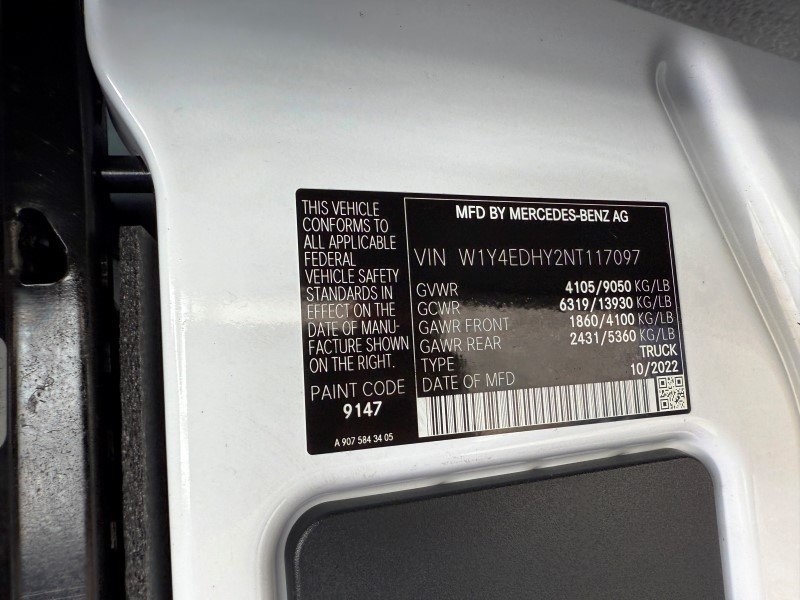 THIS VEHICLE
CONFORMS TO
ALL APPLICABLE
FEDERAL
VEHICLE SAFETY
STANDARDS IN
EFFECT ON THE
DATE OF MANU-
FACTURE SHOWN
ON THE RIGHT.
PAINT CODE
9147
A 907 584 34 05
MFD BY MERCEDES-BENZ AG
VIN W1Y4EDHY2NT117097
GVWR 4105/9050 KG/LB
GCWR 6319/13930 KG/LB
GAWR FRONT 1860/4100 KG/LB
GAWR REAR 2431/5360 KG/LB
TYPE TRUCK
DATE OF MFD 10/2022